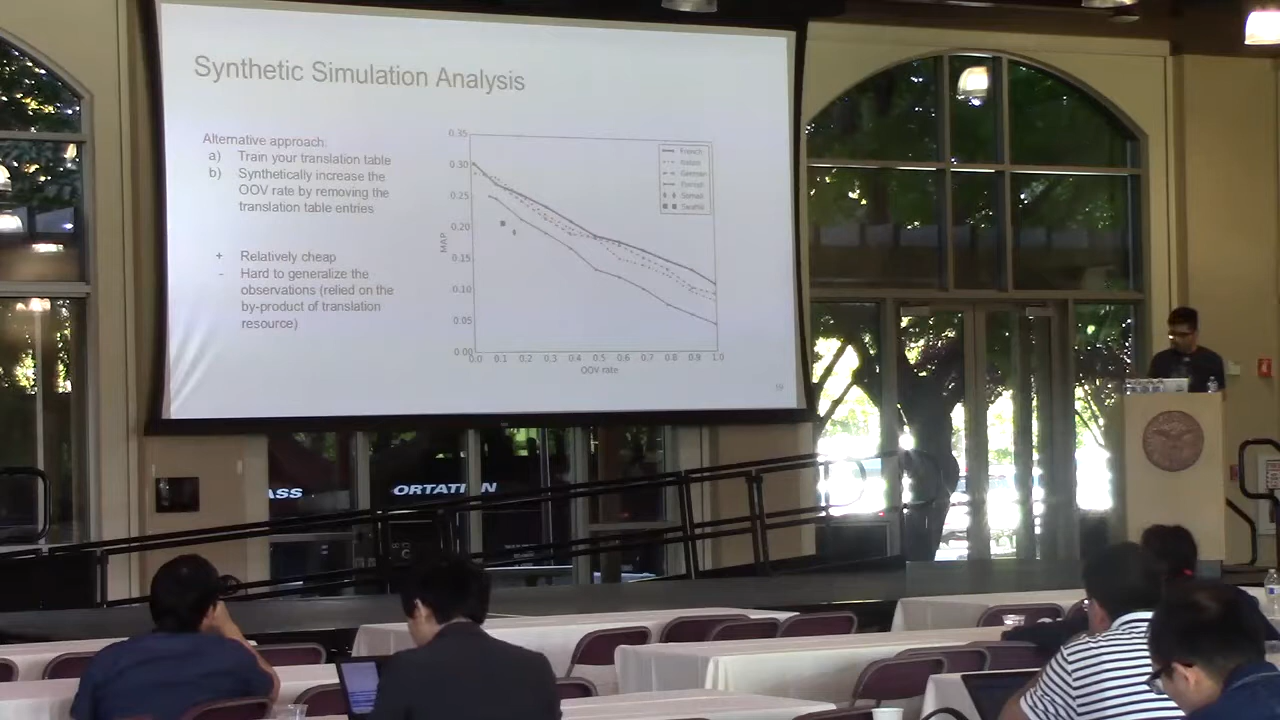 Synthetic Simulation Analysis
Alternative approach:
a) Train your translation table
b) Synthetically increase the
OOV rate by removing the
translation table entries
+ Relatively cheap
- Hard to generalize the
observations (relied on the
by-product of translation
resource)
0.35
0.30
0.25
0.20
0.15
0.10
0.05
0.00
MAP
0.0 0.1 0.2 0.3 0.4 0.5 0.6 0.7 0.8 0.9 1.0
OOV rate
French
Italian
German
Somali
Swahili
ASS
ORTATION